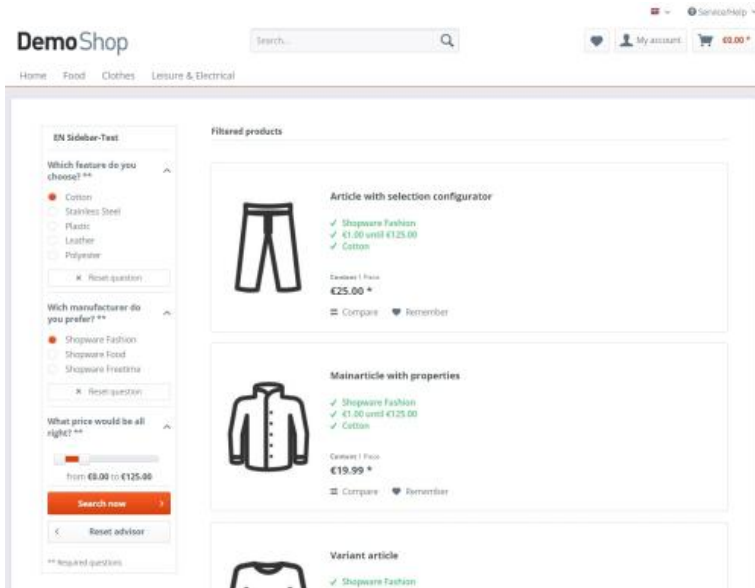 Service/Help
DemoShop
Search...
My account
€0.00 *
Home Food Clothes Leisure & Electrical
EN Sidebar-Test
Which feature do you
choose? **
Cotton
Stainless Steel
Plastic
Leather
Polyester
Reset question
Wich manufacturer do
you prefer? **
Shopware Fashion
Shopware Food
Shopware Freetime
Reset question
What price would be all
right? **
from €0.00 to €125.00
Search now
Reset advisor
** Required questions
Filtered products
Article with selection configurator
✓ Shopware Fashion
✓ €1.00 until €125.00
✓ Cotton
Content 1 Piece
€25.00 *
Compare Remember
Mainarticle with properties
✓ Shopware Fashion
✓ €1.00 until €125.00
✓ Cotton
Content 1 Piece
€19.99 *
Compare Remember
Variant article
✓ Shopware Fashion